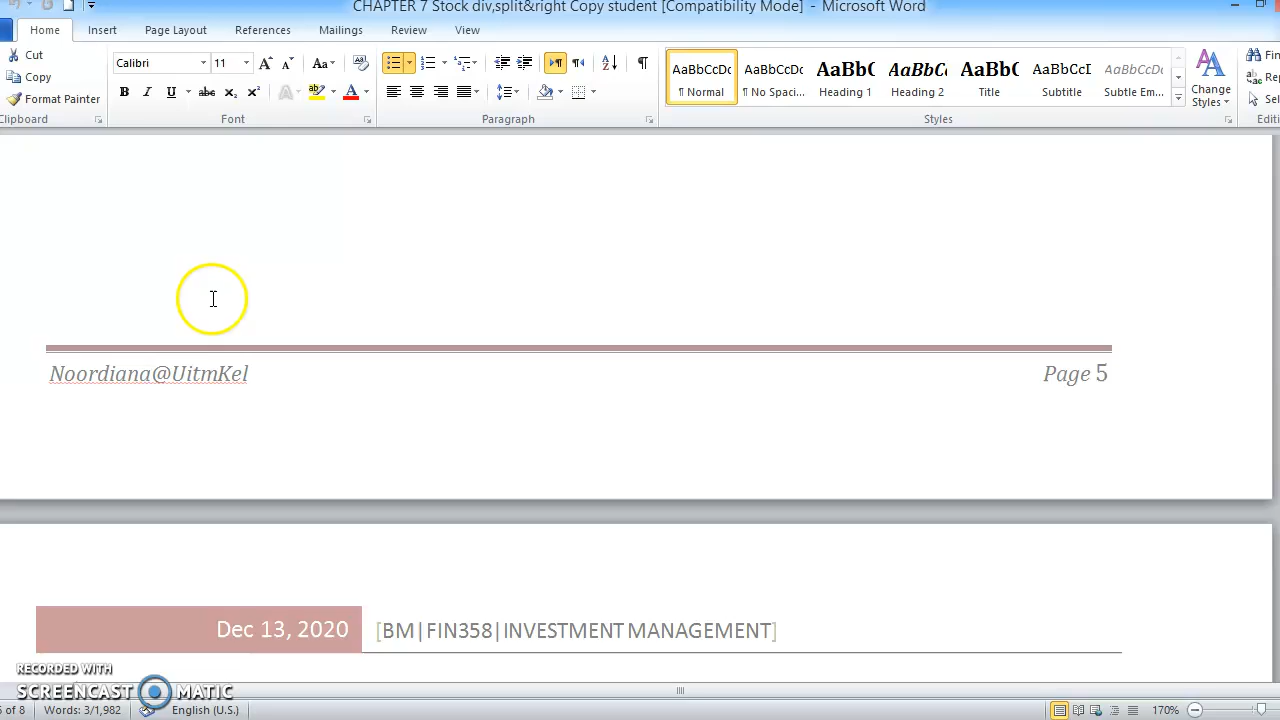 CHAPTER 7 Stock div,split&right Copy student [Compatibility Mode] - Microsoft Word
Home Insert Page Layout References Mailings Review View
Cut
Copy
Format Painter
Clipboard
Calibri 11
Font
Paragraph
AaBbCcDc AaBbCcDc AaBbC AaBbCc AaBbC AaBbCcI AaBbCcDc
¶ Normal ¶ No Spaci... Heading 1 Heading 2 Title Subtitle Subtle Em...
Change
Styles
Styles
Noordiana@UitmKel Page 5
Dec 13, 2020 [BM|FIN358|INVESTMENT MANAGEMENT]
RECORDED WITH
SCREENCAST MATIC
of 8 Words: 3/1,982 English (U.S.) 170%